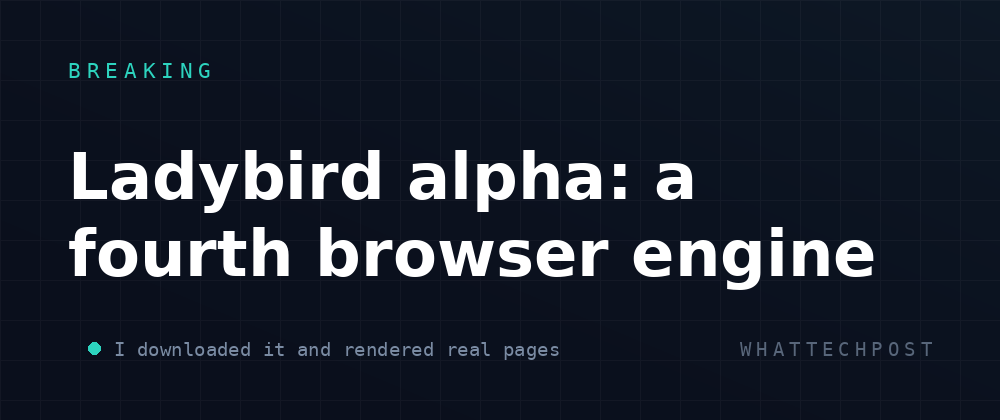 BREAKING
Ladybird alpha: a
fourth browser engine
I downloaded it and rendered real pages
WHATTECHPOST